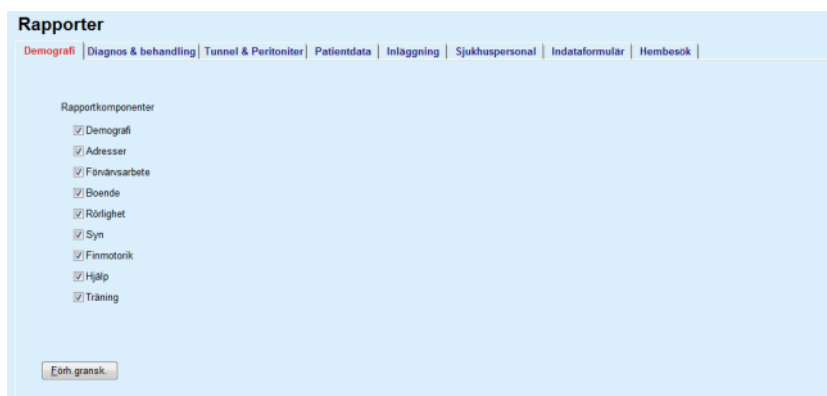 Rapporter
Demografi Diagnos & behandling Tunnel & Peritoniter Patientdata Inläggning Sjukhuspersonal Indataformulär Hembesök
Rapportkomponenter
Demografi
Adresser
Förvärvsarbete
Boende
Rörlighet
Syn
Finmotorik
Hjälp
Träning
Förh.gransk.